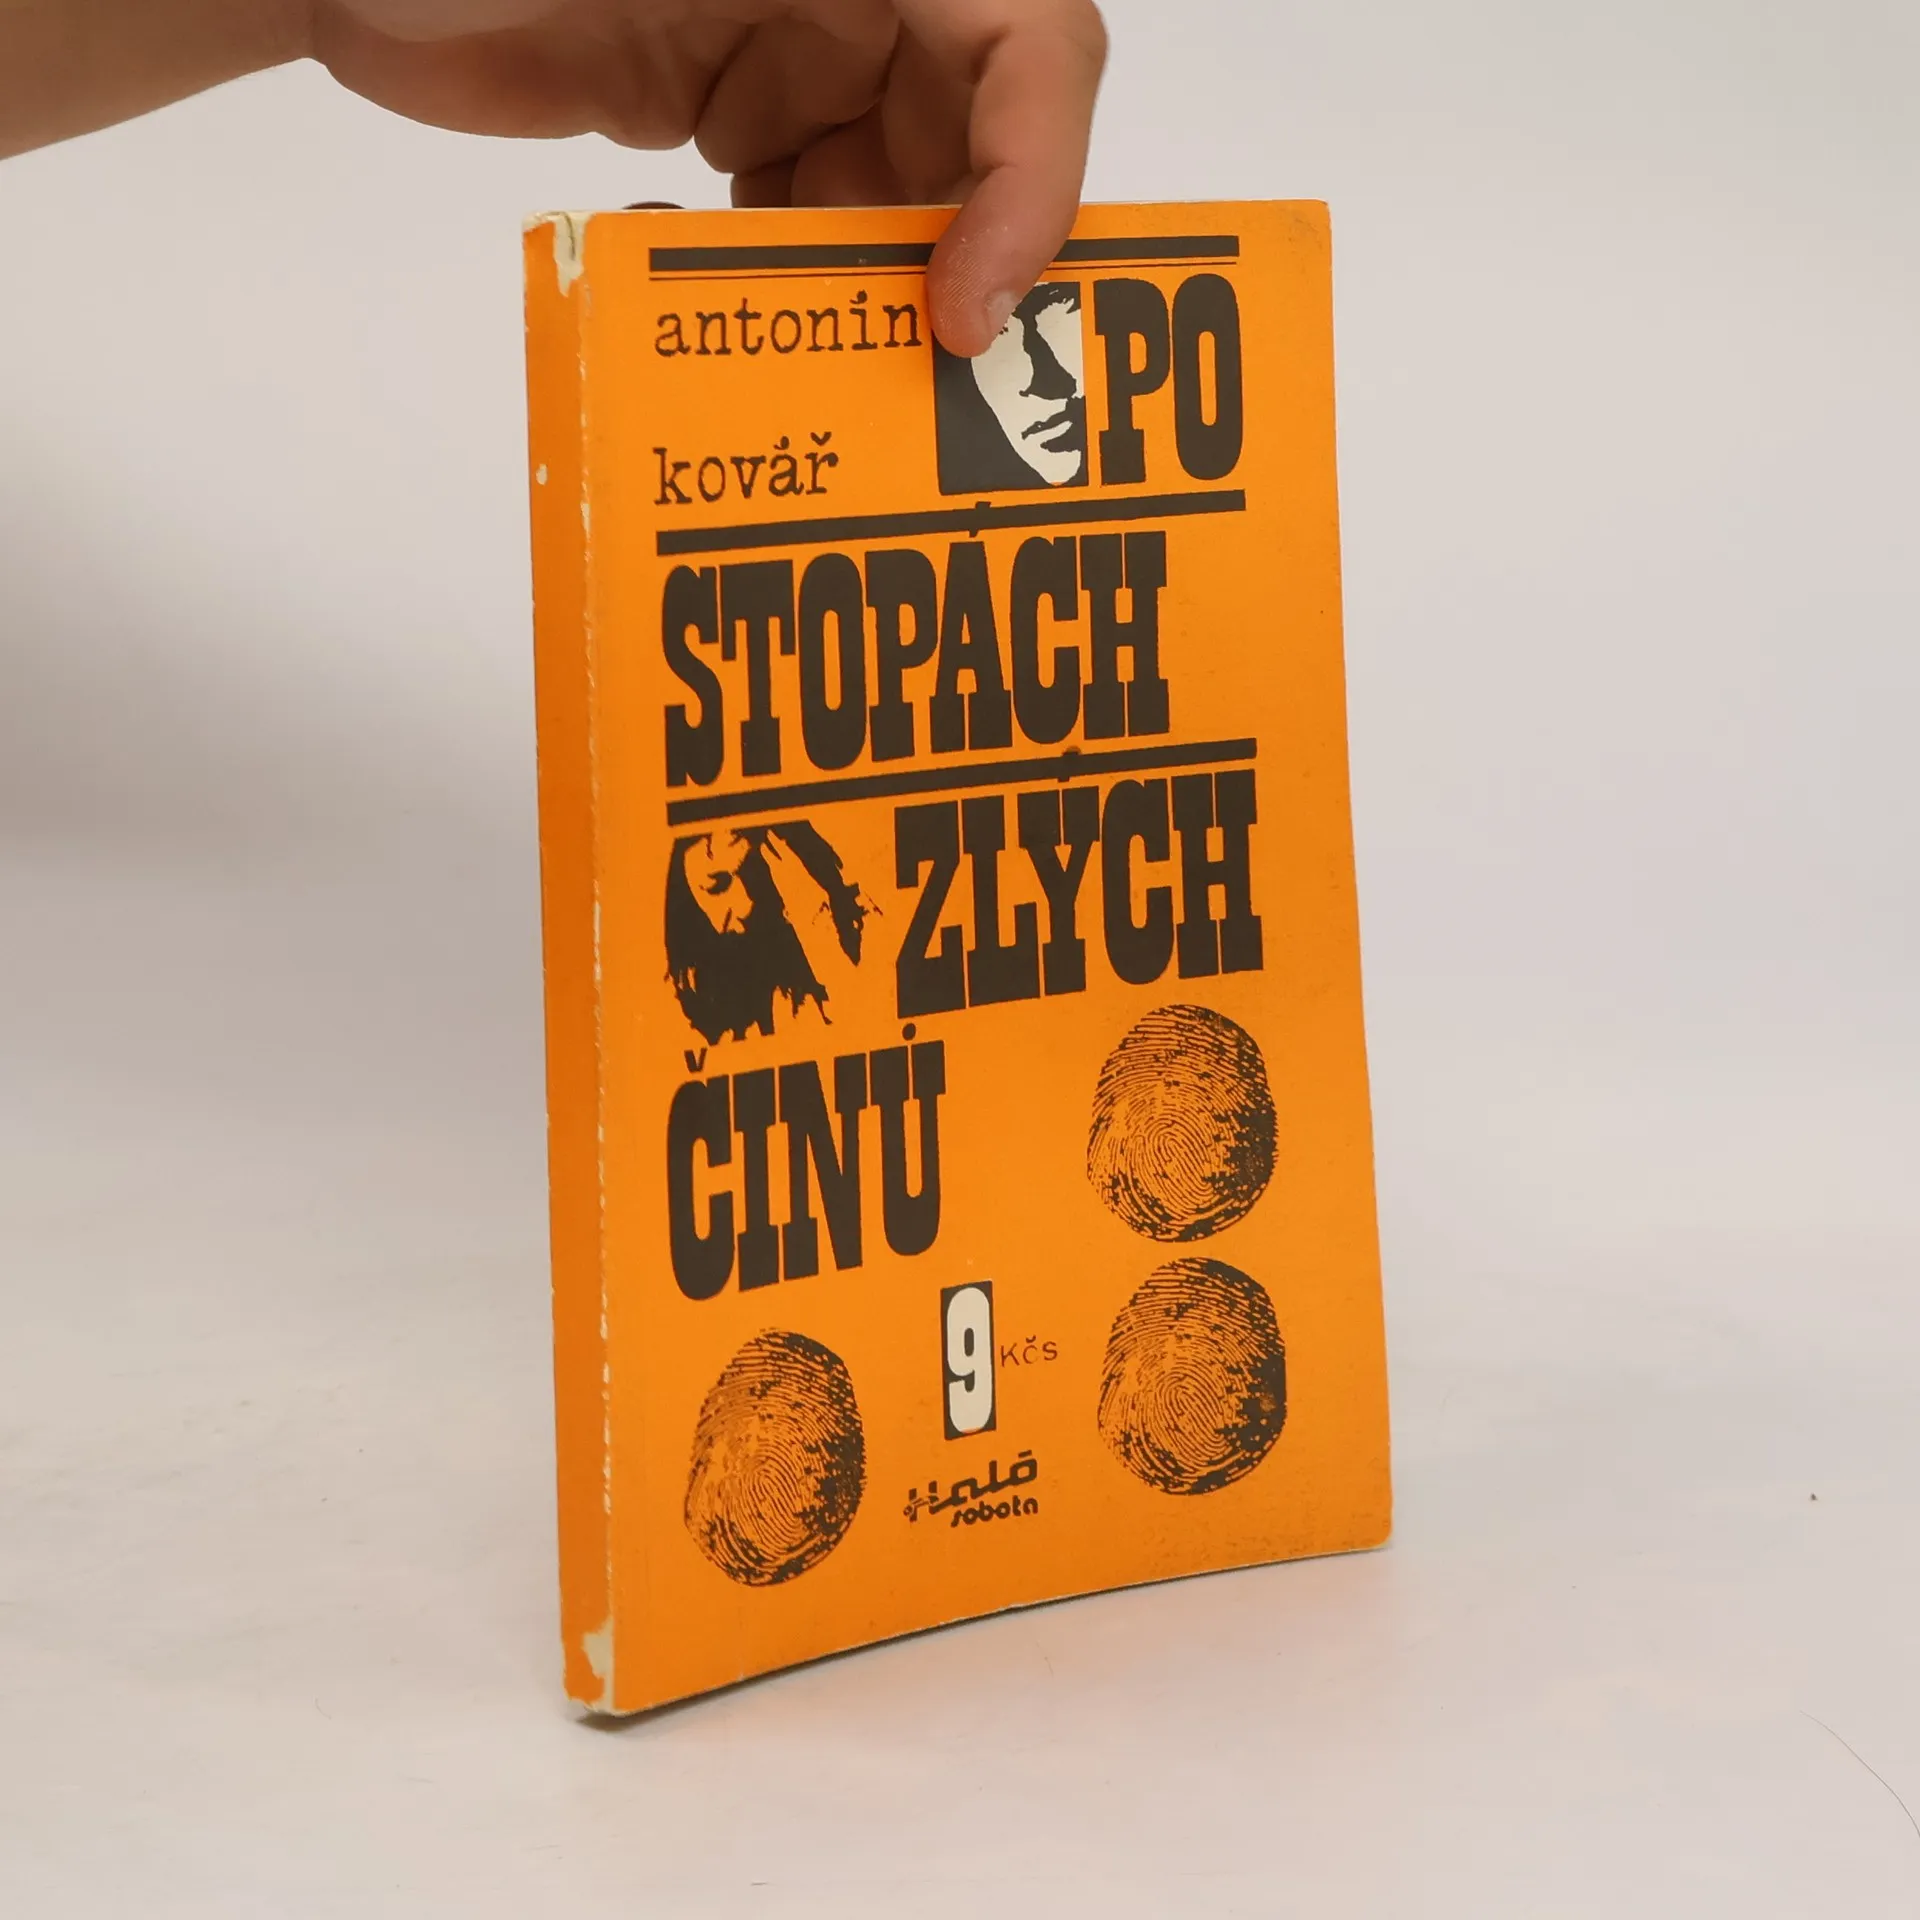 antonín
PO
kovář
STOPÁCH
ZLÝCH
ČINŮ
9 Kčs
Haló
sobota